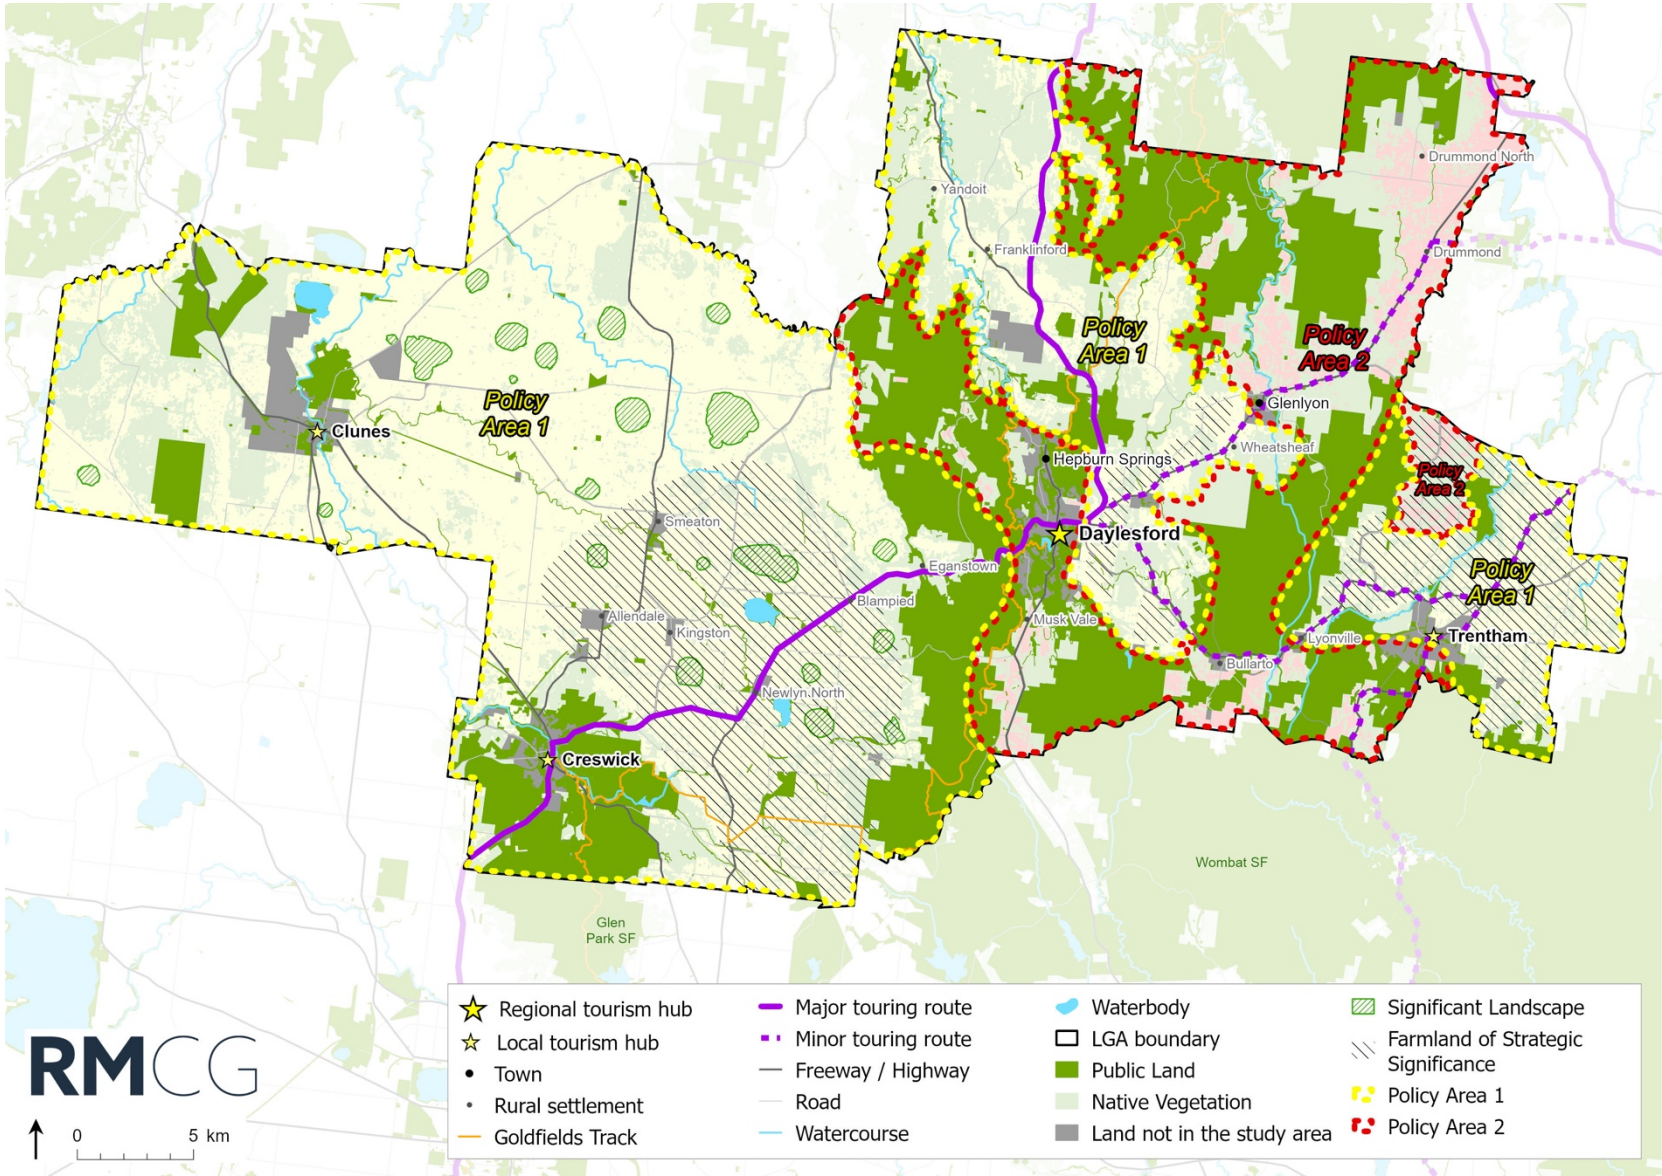 Drummond North
Yandoit
Franklinford
Drummond
Policy
Area 1
Policy
Area 2
Policy
Area 1
Glenlyon
Clunes
Wheatsheaf
Hepburn Springs
Policy
Area 2
Smeaton
Daylesford
Eganstown
Policy
Area 1
Blampied
Allendale
Musk Vale
Kingston
Lyonville
Trentham
Bullarto
Newlyn North
Creswick
Wombat SF
Glen
Park SF
RMCG
0 5 km
Regional tourism hub
Local tourism hub
Town
Rural settlement
Goldfields Track
Major touring route
Minor touring route
Freeway / Highway
Road
Watercourse
Waterbody
LGA boundary
Public Land
Native Vegetation
Land not in the study area
Significant Landscape
Farmland of Strategic
Significance
Policy Area 1
Policy Area 2